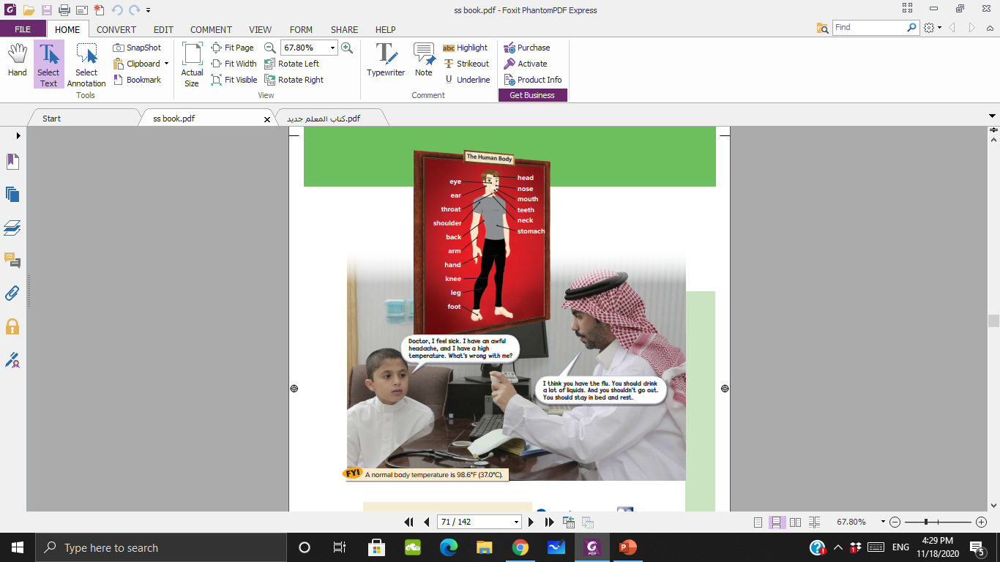 ss book.pdf - Foxit PhantomPDF Express
FILE HOME CONVERT EDIT COMMENT VIEW FORM SHARE HELP
Find
Hand
Select
Text
Select
Annotation
SnapShot
Clipboard
Bookmark
Tools
Actual
Size
Fit Page
Fit Width
Fit Visible
67.80%
Rotate Left
Rotate Right
View
Typewriter
Note
abc Highlight
T Strikeout
U Underline
Comment
Purchase
Activate
Product Info
Get Business
Start
ss book.pdf
كتاب المعلم جديد.pdf
The Human Body
eye
ear
throat
shoulder
back
arm
hand
knee
leg
foot
head
nose
mouth
teeth
neck
stomach
Doctor, I feel sick. I have an awful
headache, and I have a high
temperature. What's wrong with me?
I think you have the flu. You should drink
a lot of liquids. And you shouldn't go out.
You should stay in bed and rest.
FYI A normal body temperature is 98.6°F (37.0°C).
71 / 142
67.80%
Type here to search
ENG
4:29 PM
11/18/2020
5